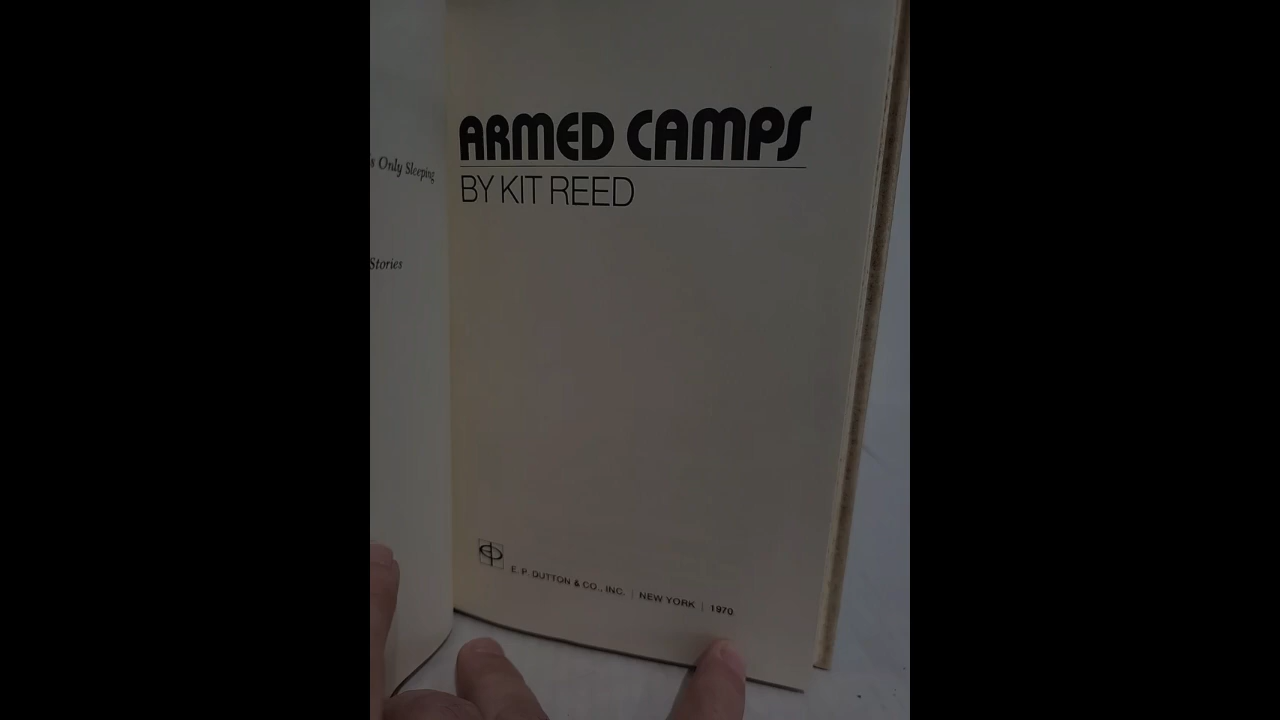 s Only Sleeping
Stories
ARMED CAMPS
BY KIT REED
E. P. DUTTON & CO., INC. | NEW YORK | 1970